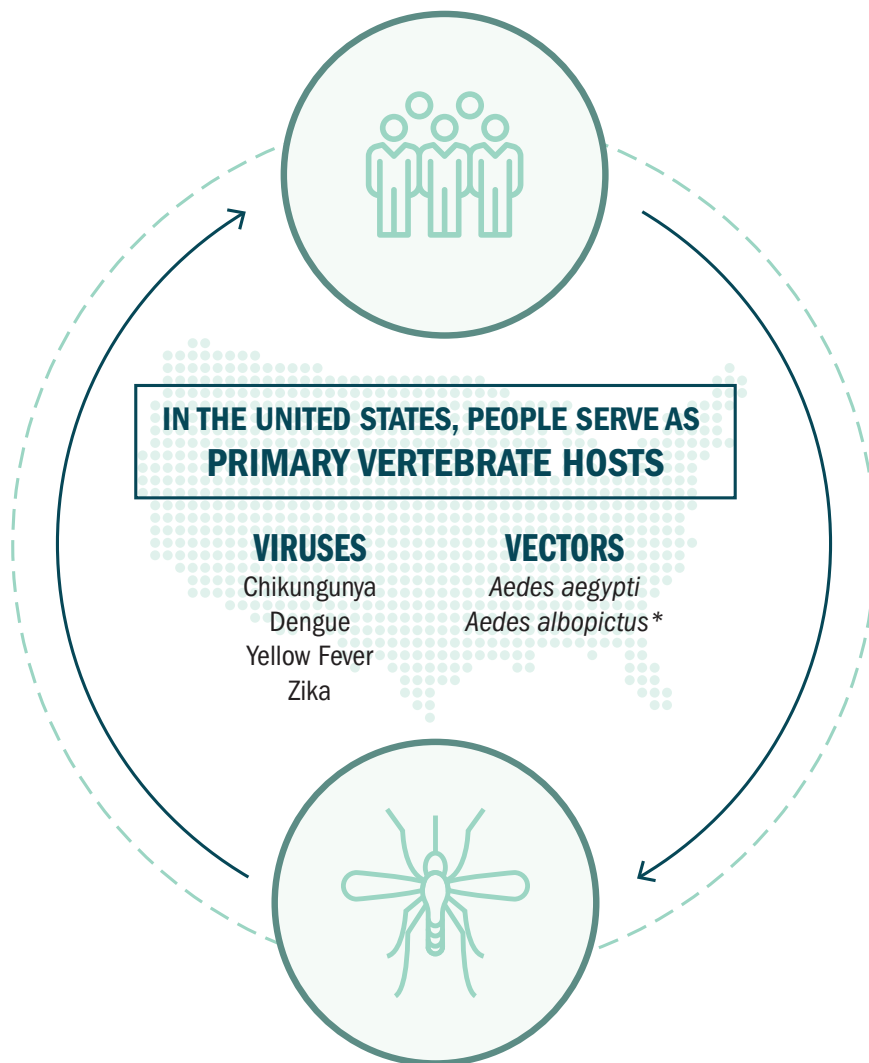 IN THE UNITED STATES, PEOPLE SERVE AS
PRIMARY VERTEBRATE HOSTS
VIRUSES
Chikungunya
Dengue
Yellow Fever
Zika
VECTORS
Aedes aegypti
Aedes albopictus*